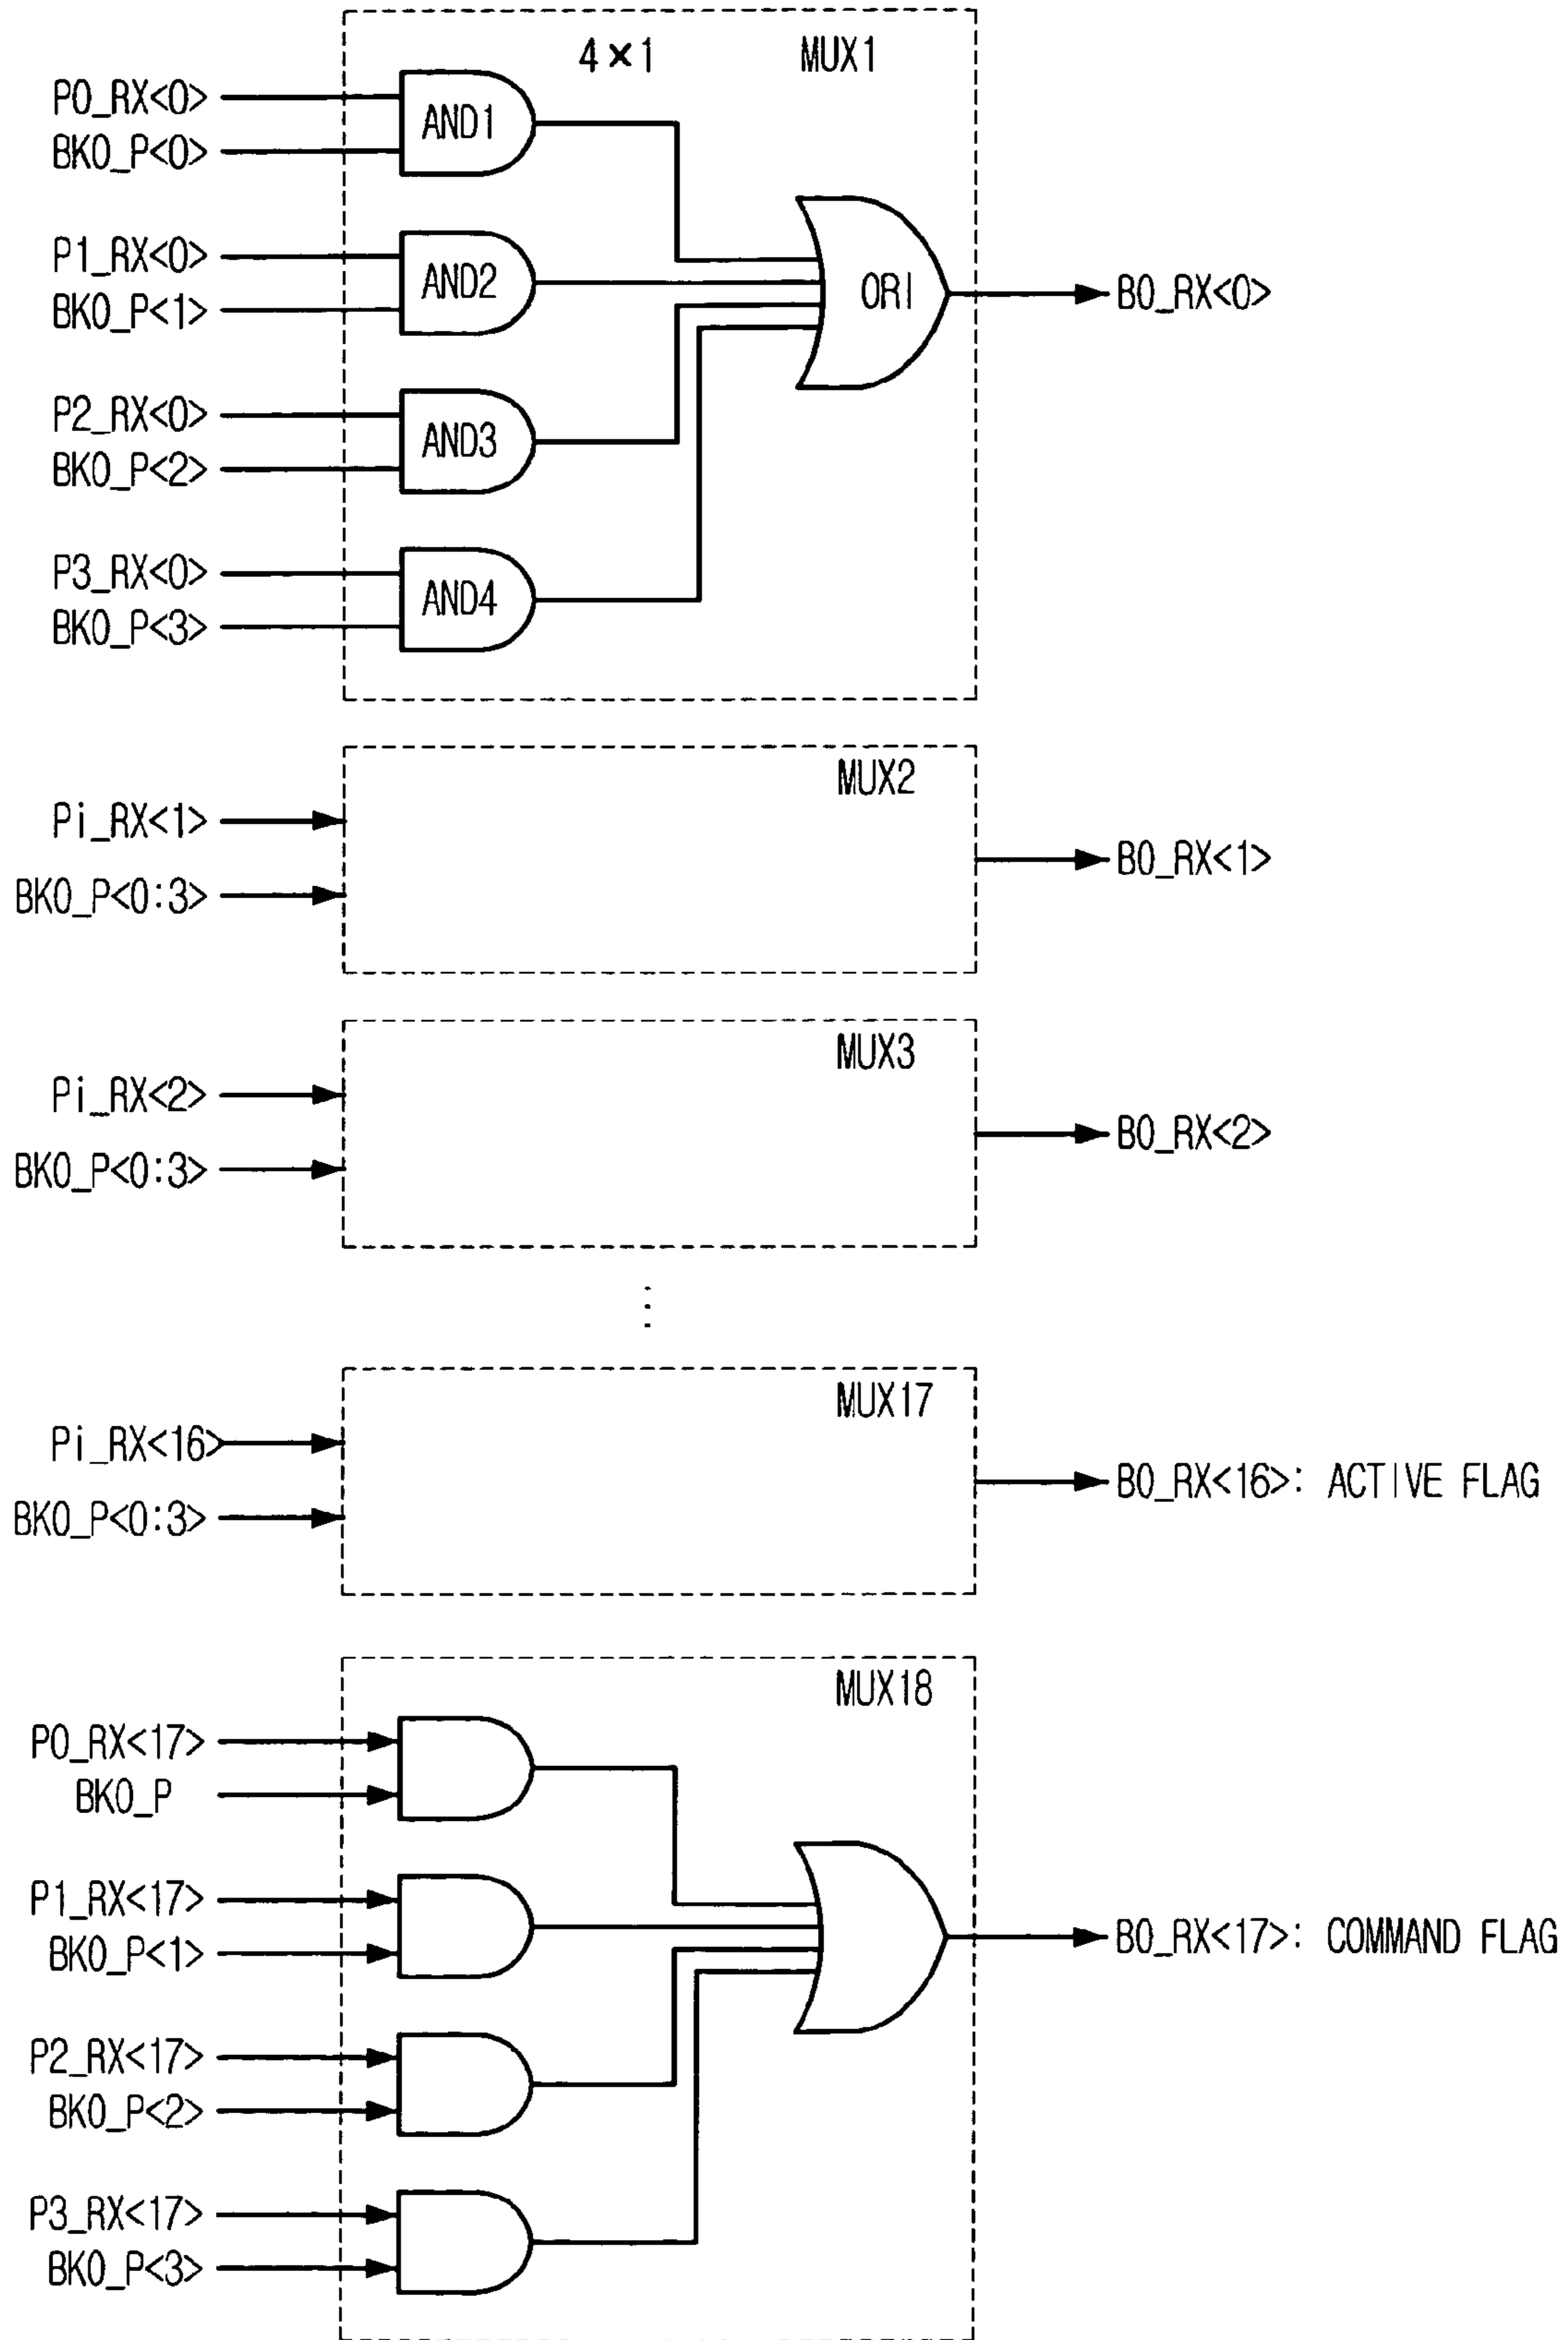 4×1 MUX1
P0_RX<0>
AND1
BK0_P<0>
P1_RX<0>
AND2
BK0_P<1>
ORI
B0_RX<0>
P2_RX<0>
AND3
BK0_P<2>
P3_RX<0>
AND4
BK0_P<3>
MUX2
Pi_RX<1>
B0_RX<1>
BK0_P<0:3>
MUX3
Pi_RX<2>
B0_RX<2>
BK0_P<0:3>
MUX17
Pi_RX<16>
B0_RX<16>: ACTIVE FLAG
BK0_P<0:3>
MUX18
P0_RX<17>
BK0_P
P1_RX<17>
B0_RX<17>: COMMAND FLAG
BK0_P<1>
P2_RX<17>
BK0_P<2>
P3_RX<17>
BK0_P<3>